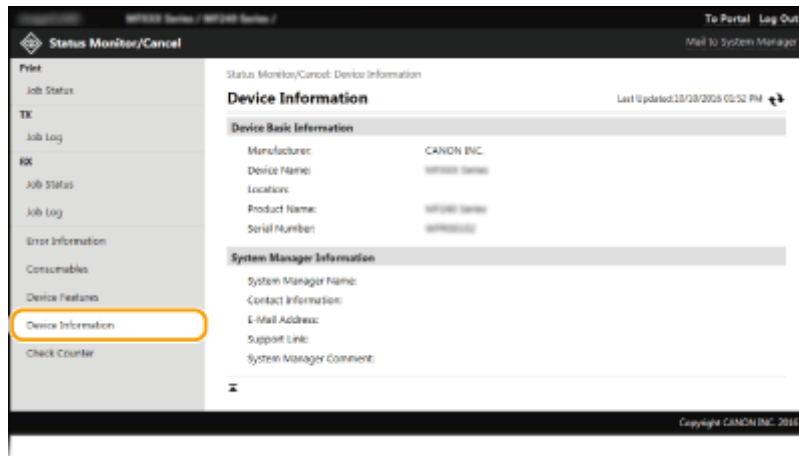 To Portal Log Out
Status Monitor/Cancel
Mail to System Manager
Print
Job Status
TX
Job Log
RX
Job Status
Job Log
Error Information
Consumables
Device Features
Device Information
Check Counter
Status Monitor/Cancel: Device Information
Device Information
Last Updated:10/10/2016 01:52 PM
Device Basic Information
Manufacturer: CANON INC.
Device Name:
Location:
Product Name:
Serial Number:
System Manager Information
System Manager Name:
Contact Information:
E-Mail Address:
Support Link:
System Manager Comment:
Copyright CANON INC. 2016